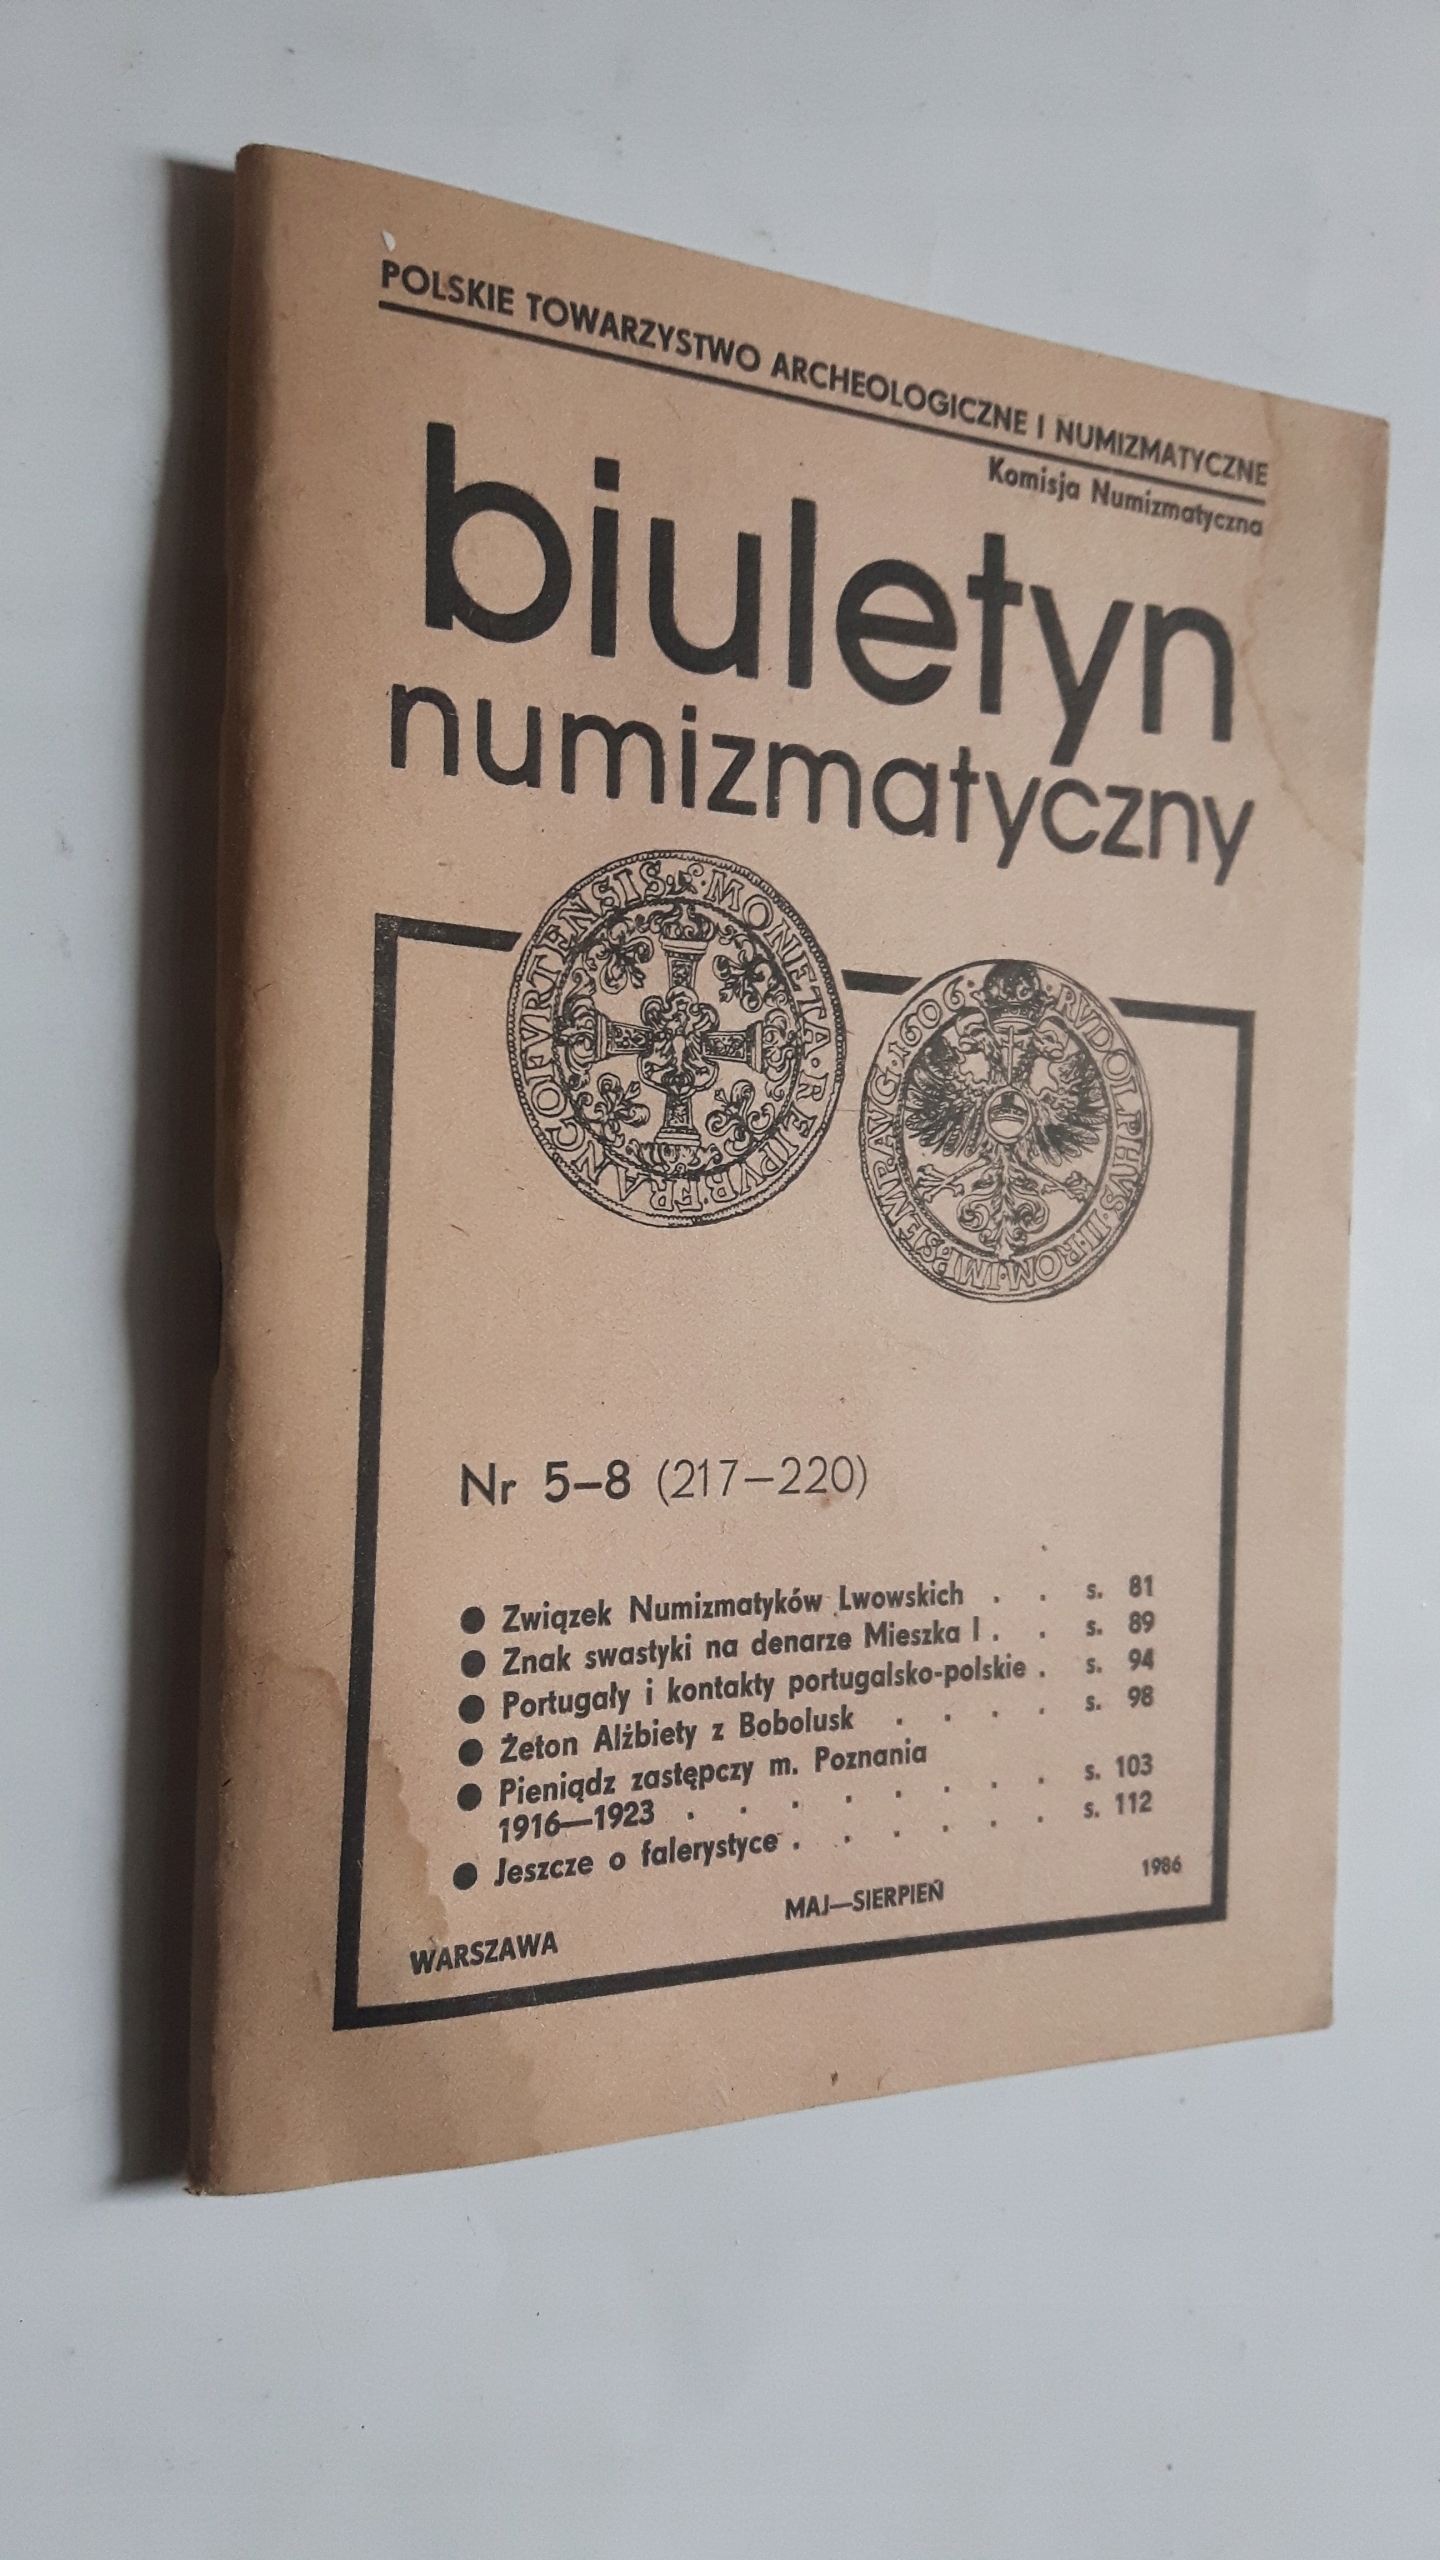 POLSKIE TOWARZYSTWO ARCHEOLOGICZNE I NUMIZMATYCZNE
Komisja Numizmatyczna
biuletyn
numizmatyczny
MONETA·REIPVB·FRANCOFVRTENSIS
RVDOLPHVS·II·ROM·IMP·SEMP·AVG·1606·
Nr 5–8 (217–220)
● Związek Numizmatyków Lwowskich . . s. 81
● Znak swastyki na denarze Mieszka I . . s. 89
● Portugały i kontakty portugalsko-polskie . s. 94
● Żeton Alżbiety z Bobolusk . . . . s. 98
● Pieniądz zastępczy m. Poznania
1916—1923 . . . . . . . . s. 103
● Jeszcze o falerystyce . . . . . . s. 112
WARSZAWA MAJ—SIERPIEŃ 1986